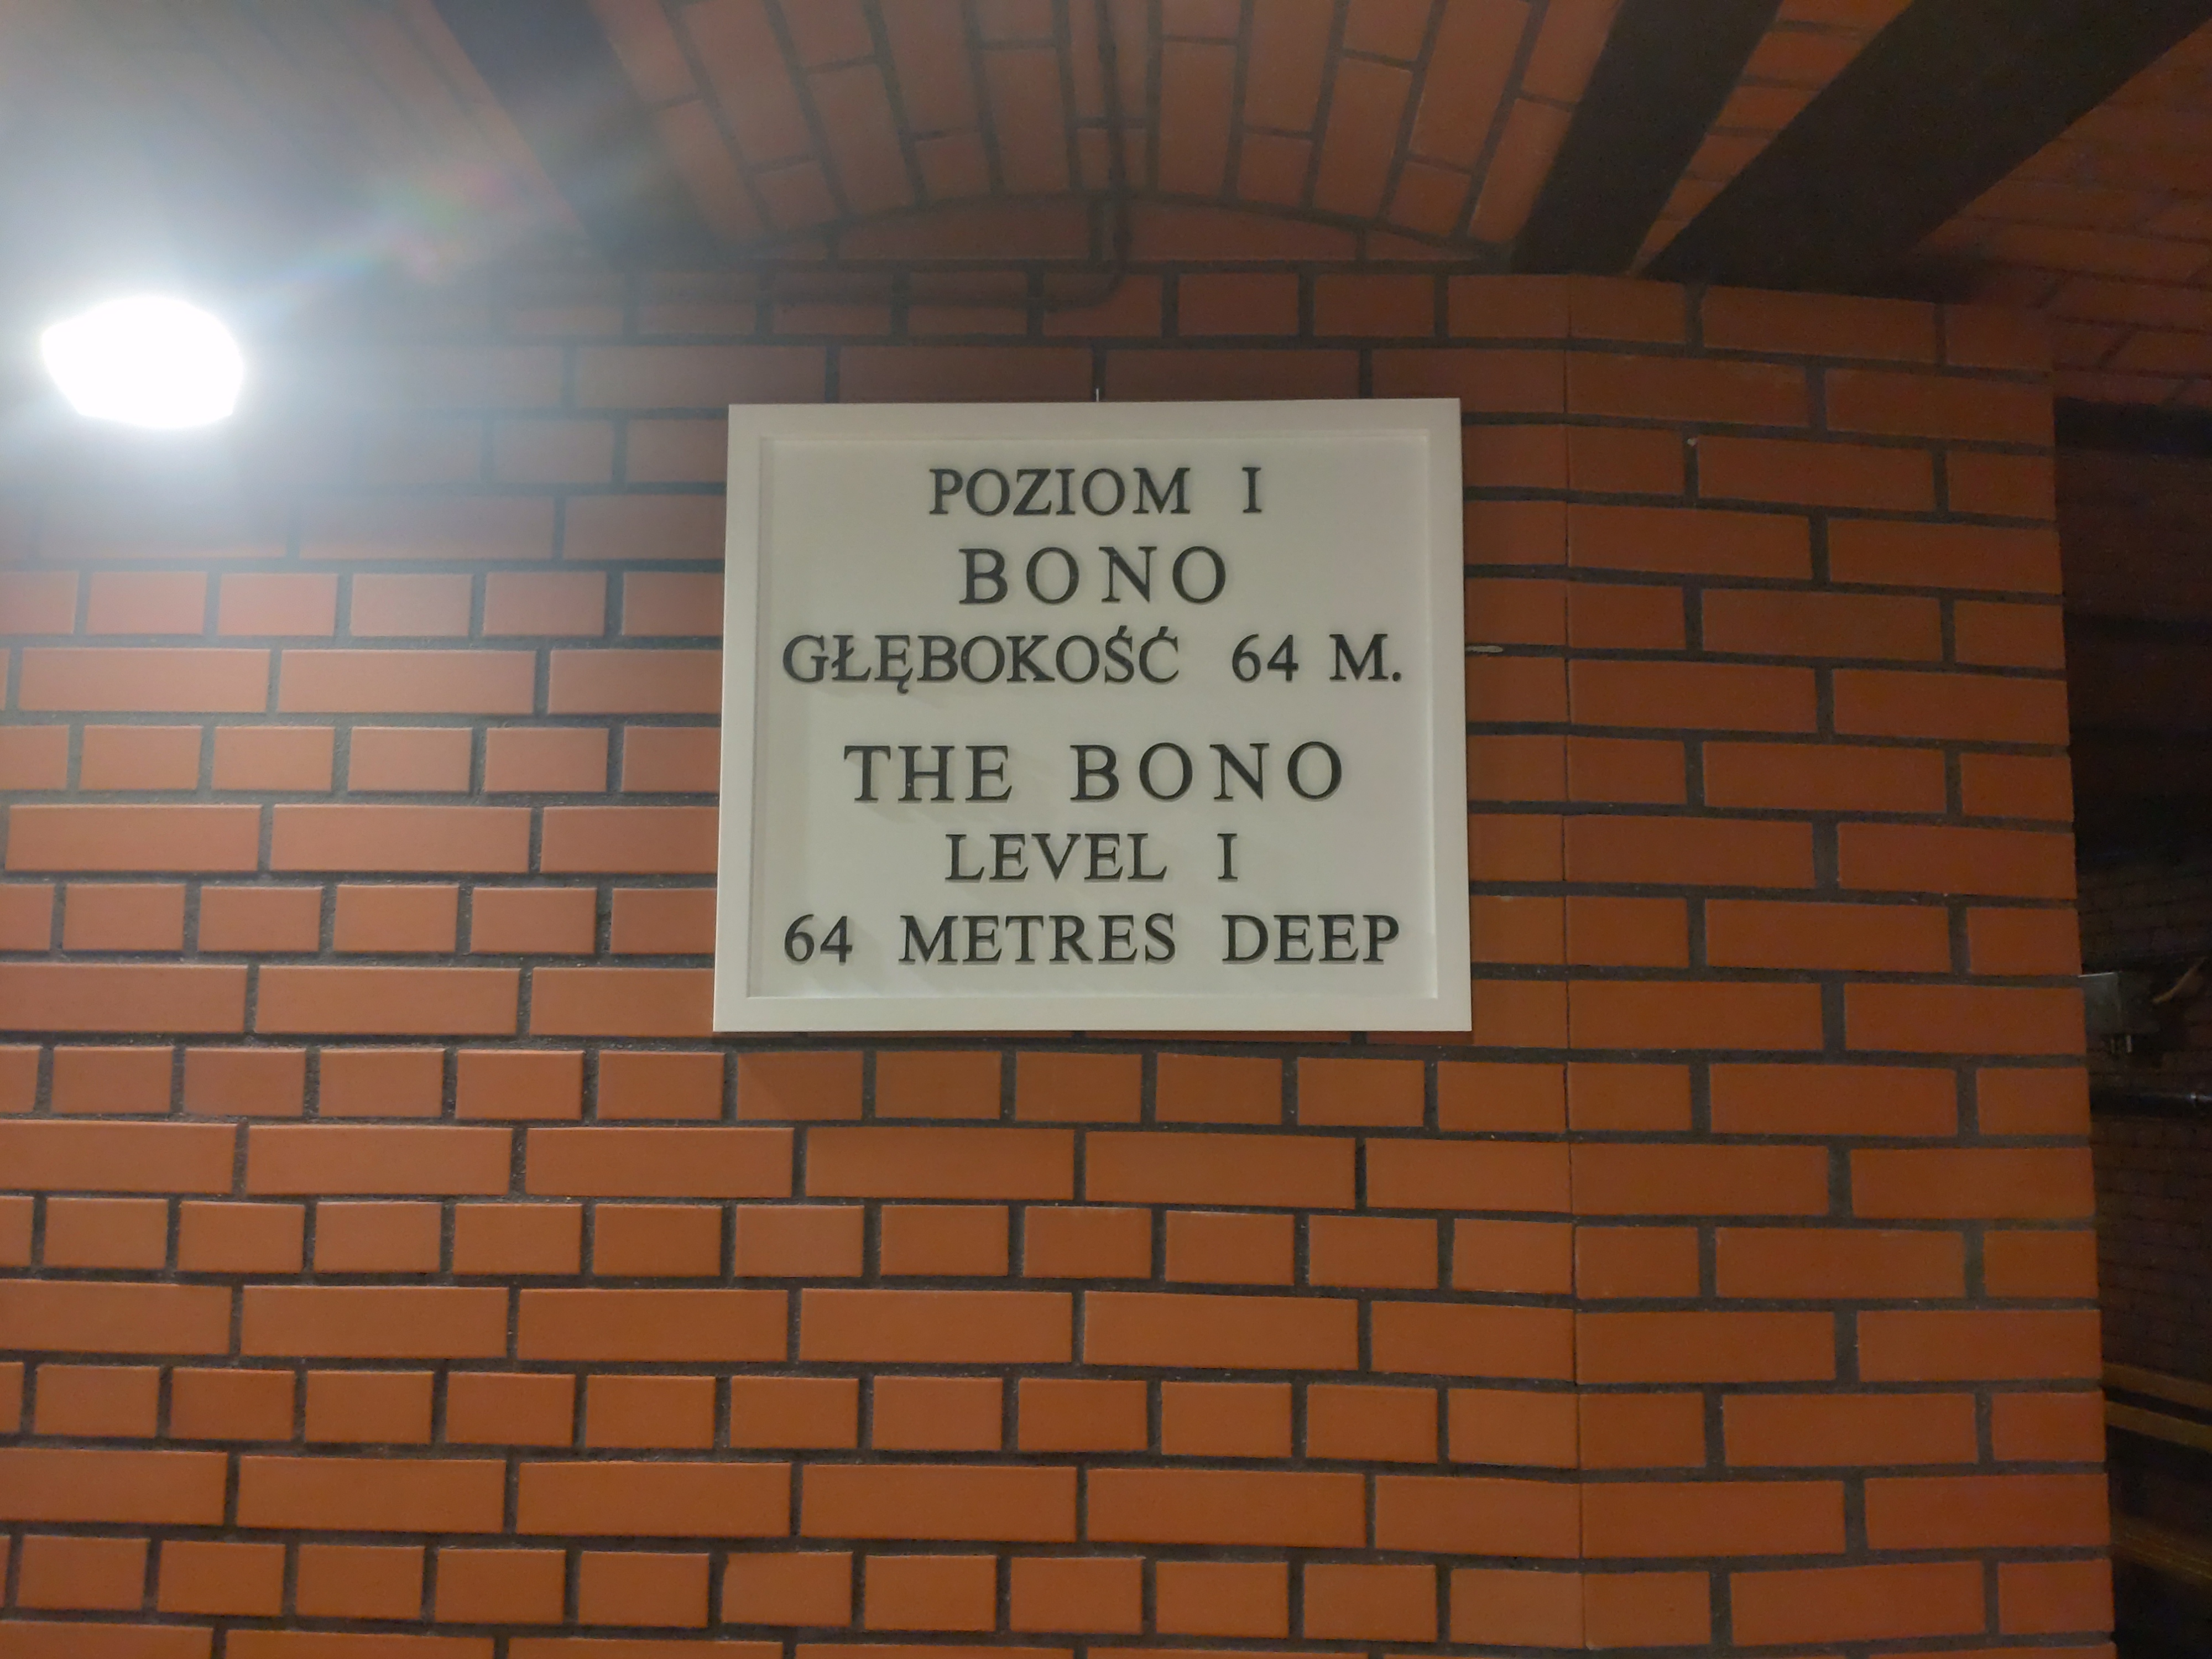 POZIOM I
BONO
GŁĘBOKOŚĆ 64 M.
THE BONO
LEVEL I
64 METRES DEEP